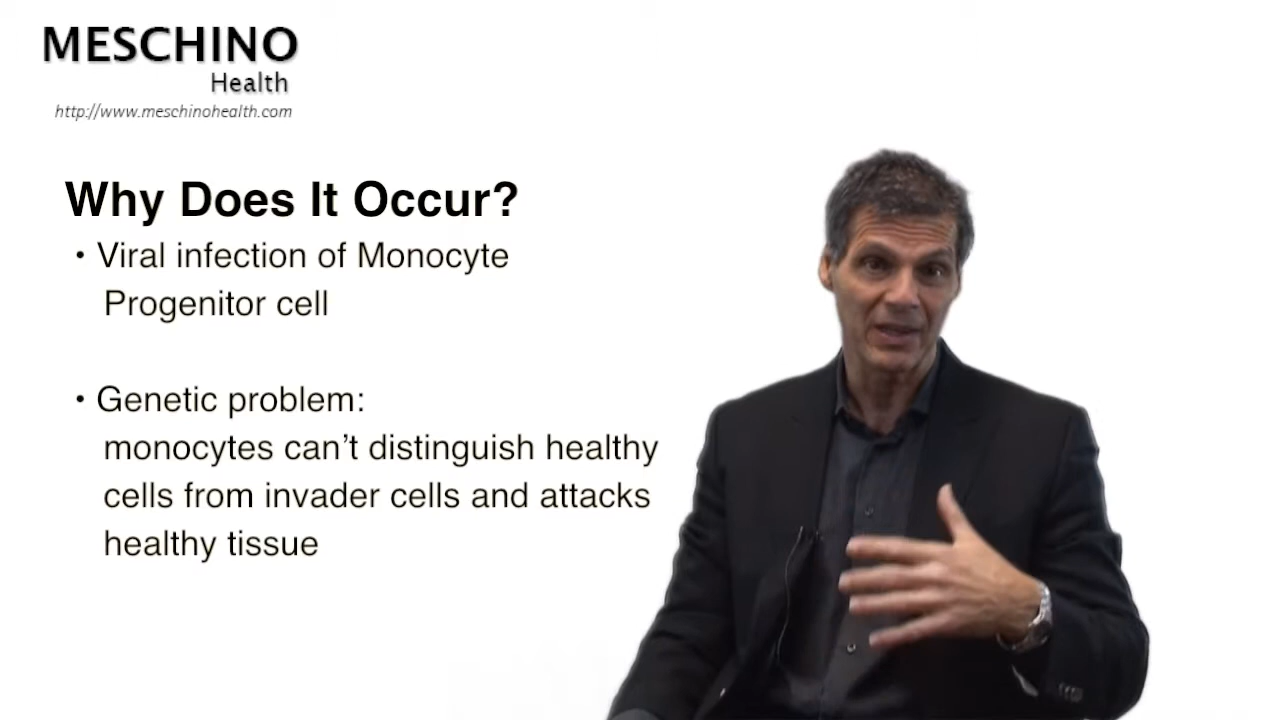 MESCHINO
Health
http://www.meschinohealth.com
Why Does It Occur?
• Viral infection of Monocyte
Progenitor cell
• Genetic problem:
monocytes can’t distinguish healthy
cells from invader cells and attacks
healthy tissue